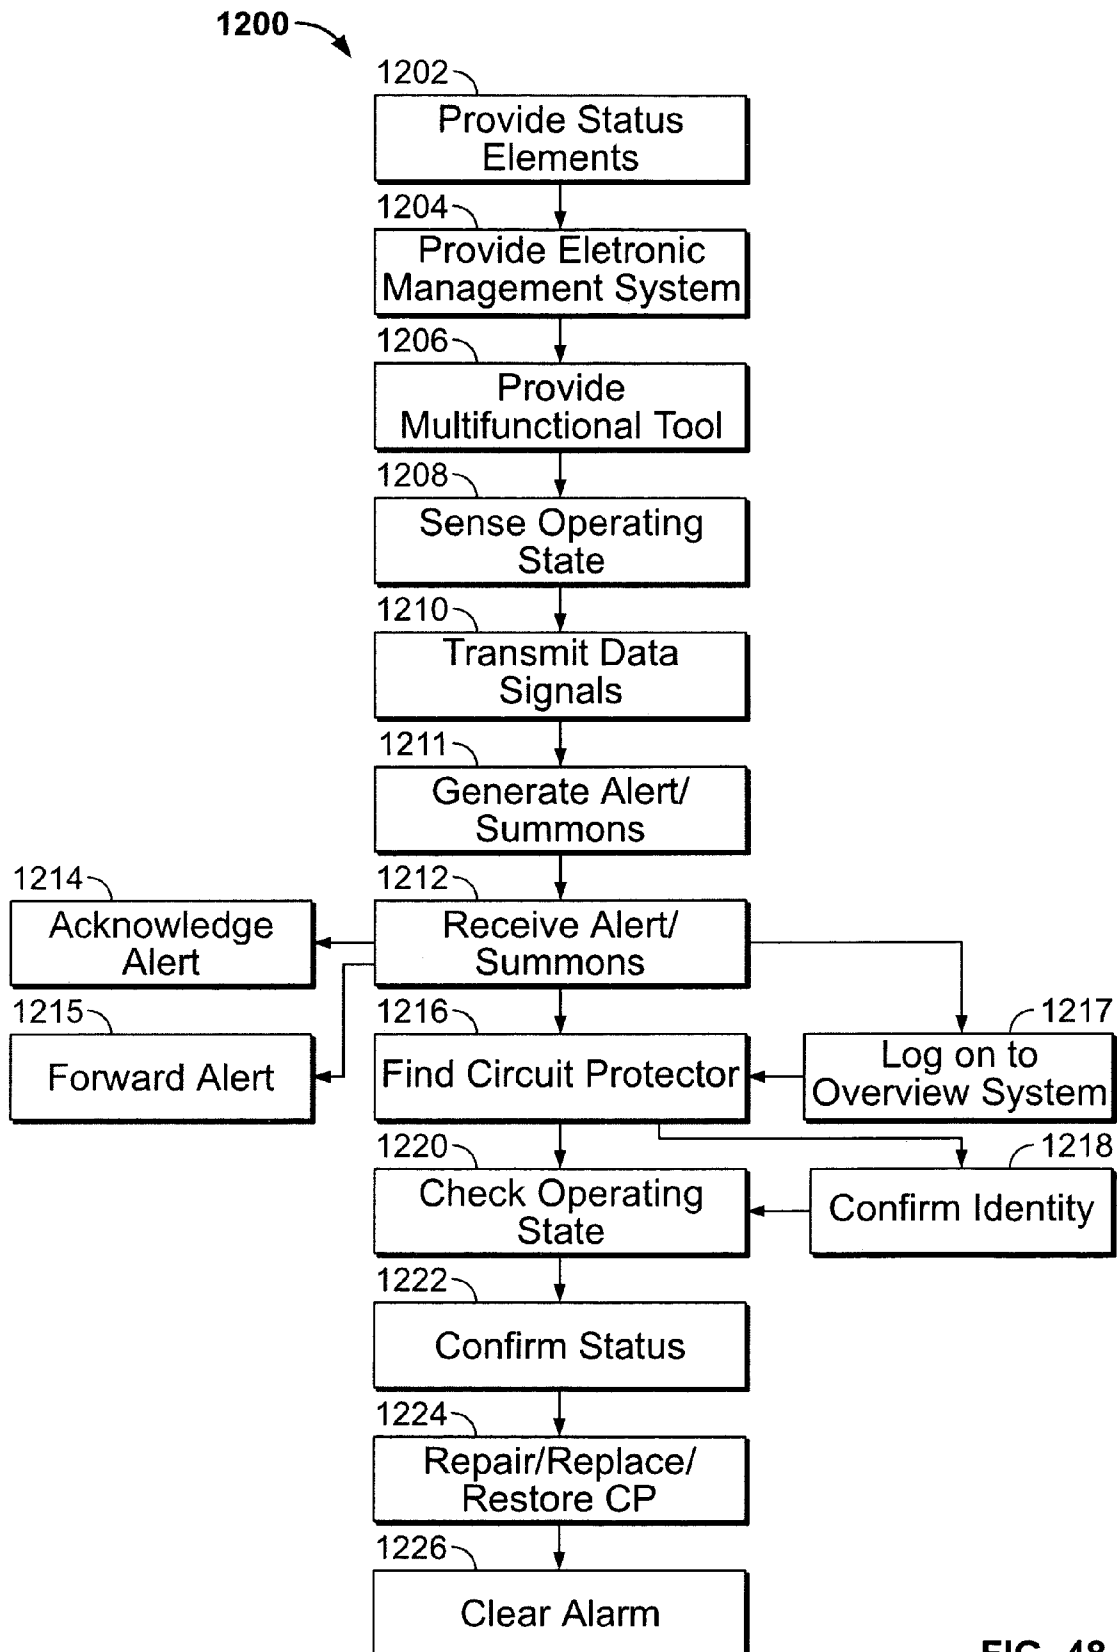 1200
1202
Provide Status
Elements
1204
Provide Eletronic
Management System
1206
Provide
Multifunctional Tool
1208
Sense Operating
State
1210
Transmit Data
Signals
1211
Generate Alert/
Summons
1214
Acknowledge
Alert
1212
Receive Alert/
Summons
1215
Forward Alert
1216
Find Circuit Protector
1217
Log on to
Overview System
1220
Check Operating
State
1218
Confirm Identity
1222
Confirm Status
1224
Repair/Replace/
Restore CP
1226
Clear Alarm
FIG. 48